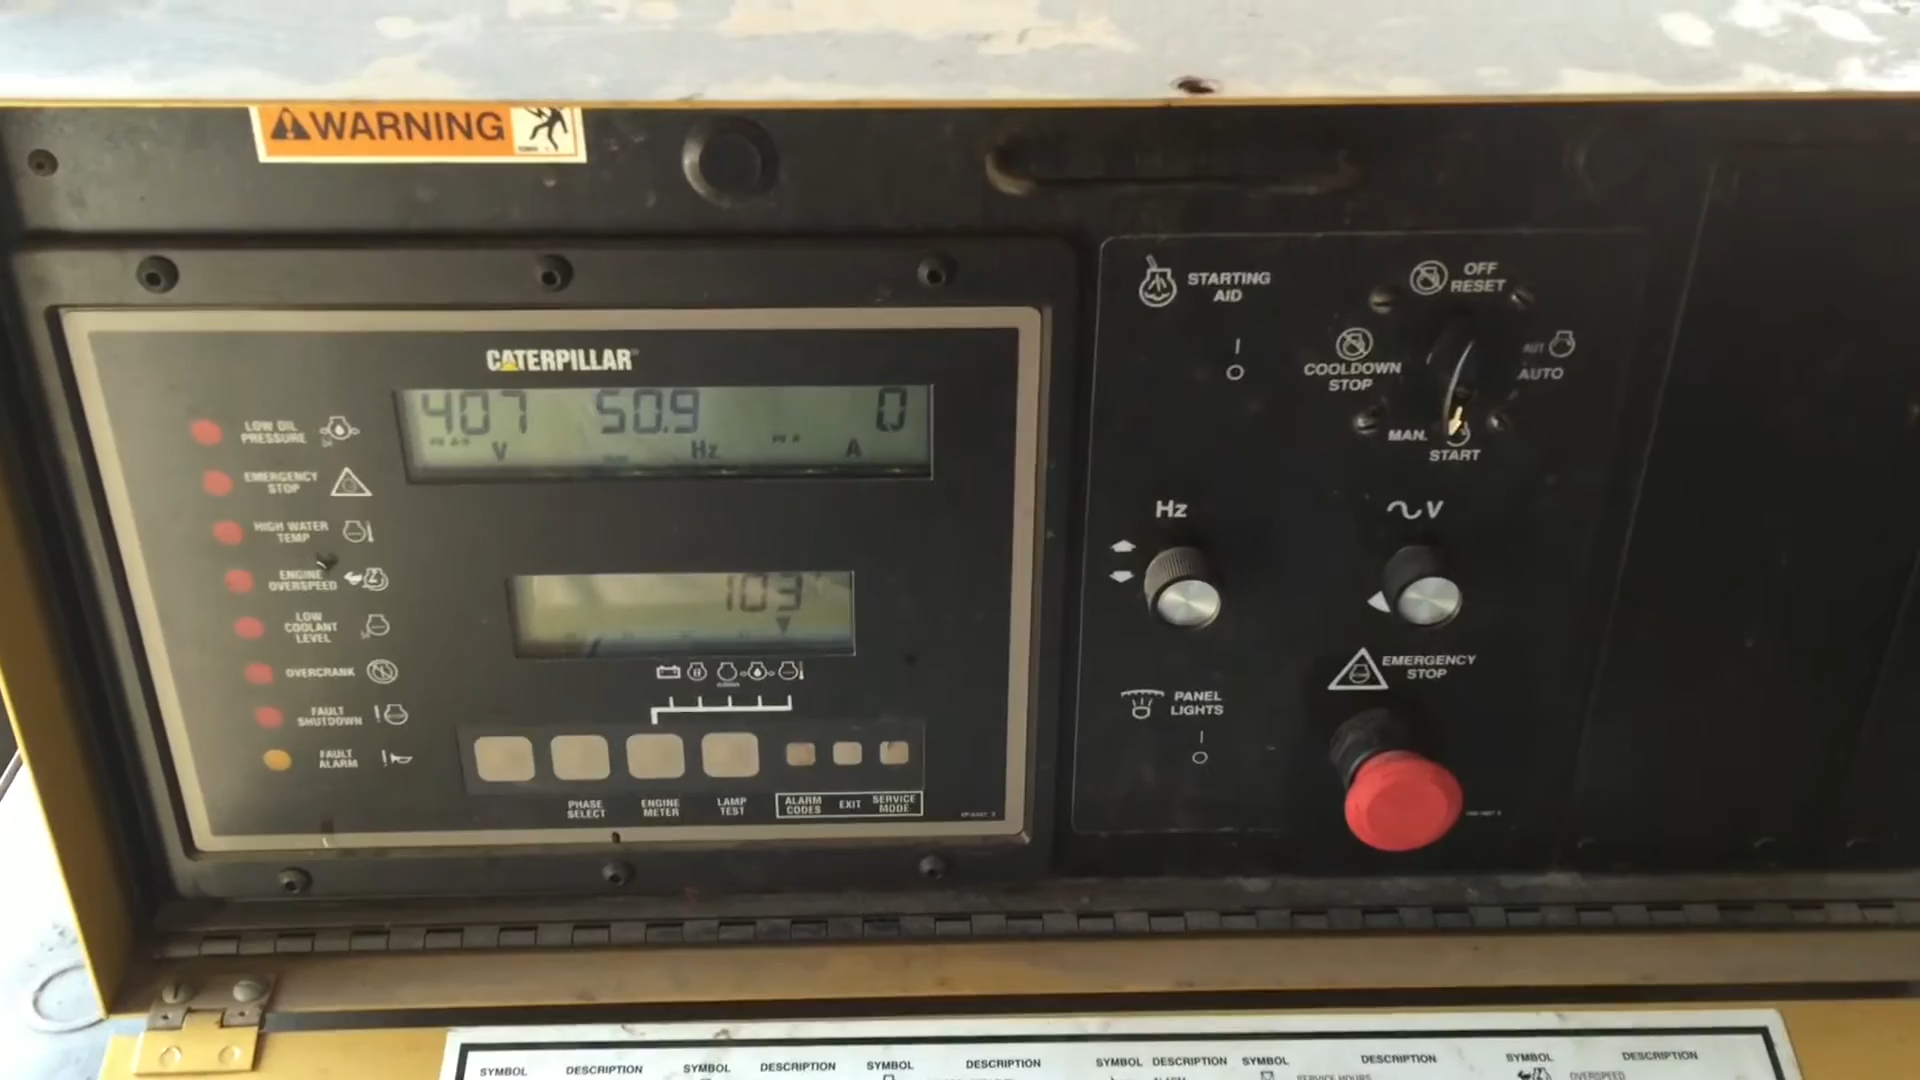 WARNING
CATERPILLAR
407 50.9 0
V Hz A
103
LOW OIL
PRESSURE
EMERGENCY
STOP
HIGH WATER
TEMP
ENGINE
OVERSPEED
LOW
COOLANT
LEVEL
OVERCRANK
FAULT
SHUTDOWN
FAULT
ALARM
PHASE
SELECT
ENGINE
METER
LAMP
TEST
ALARM
CODES
EXIT
SERVICE
MODE
STARTING
AID
OFF
RESET
COOLDOWN
STOP
AUT
AUTO
MAN.
START
Hz
V
EMERGENCY
STOP
PANEL
LIGHTS
SYMBOL DESCRIPTION SYMBOL DESCRIPTION SYMBOL DESCRIPTION SYMBOL DESCRIPTION SYMBOL DESCRIPTION SYMBOL DESCRIPTION
ALARM SERVICE HOURS OVERSPEED